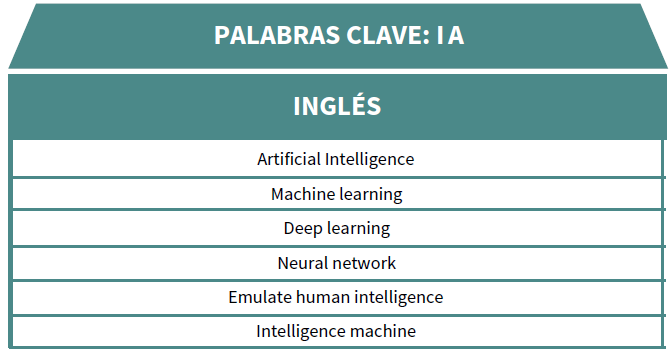 PALABRAS CLAVE: I A
INGLÉS
Artificial Intelligence
Machine learning
Deep learning
Neural network
Emulate human intelligence
Intelligence machine